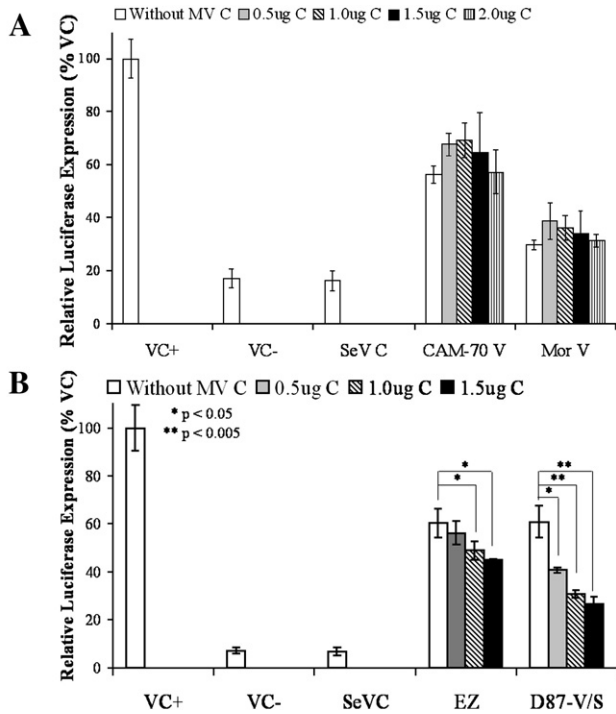 A
Without MV C 0.5ug C 1.0ug C 1.5ug C 2.0ug C
Relative Luciferase Expression (% VC)
100
80
60
40
20
0
VC+ VC- SeV C CAM-70 V Mor V
B
Without MV C 0.5ug C 1.0ug C 1.5ug C
* p < 0.05
** p < 0.005
Relative Luciferase Expression (% VC)
100
80
60
40
20
0
*
*
**
**
*
VC+ VC- SeVC EZ D87-V/S